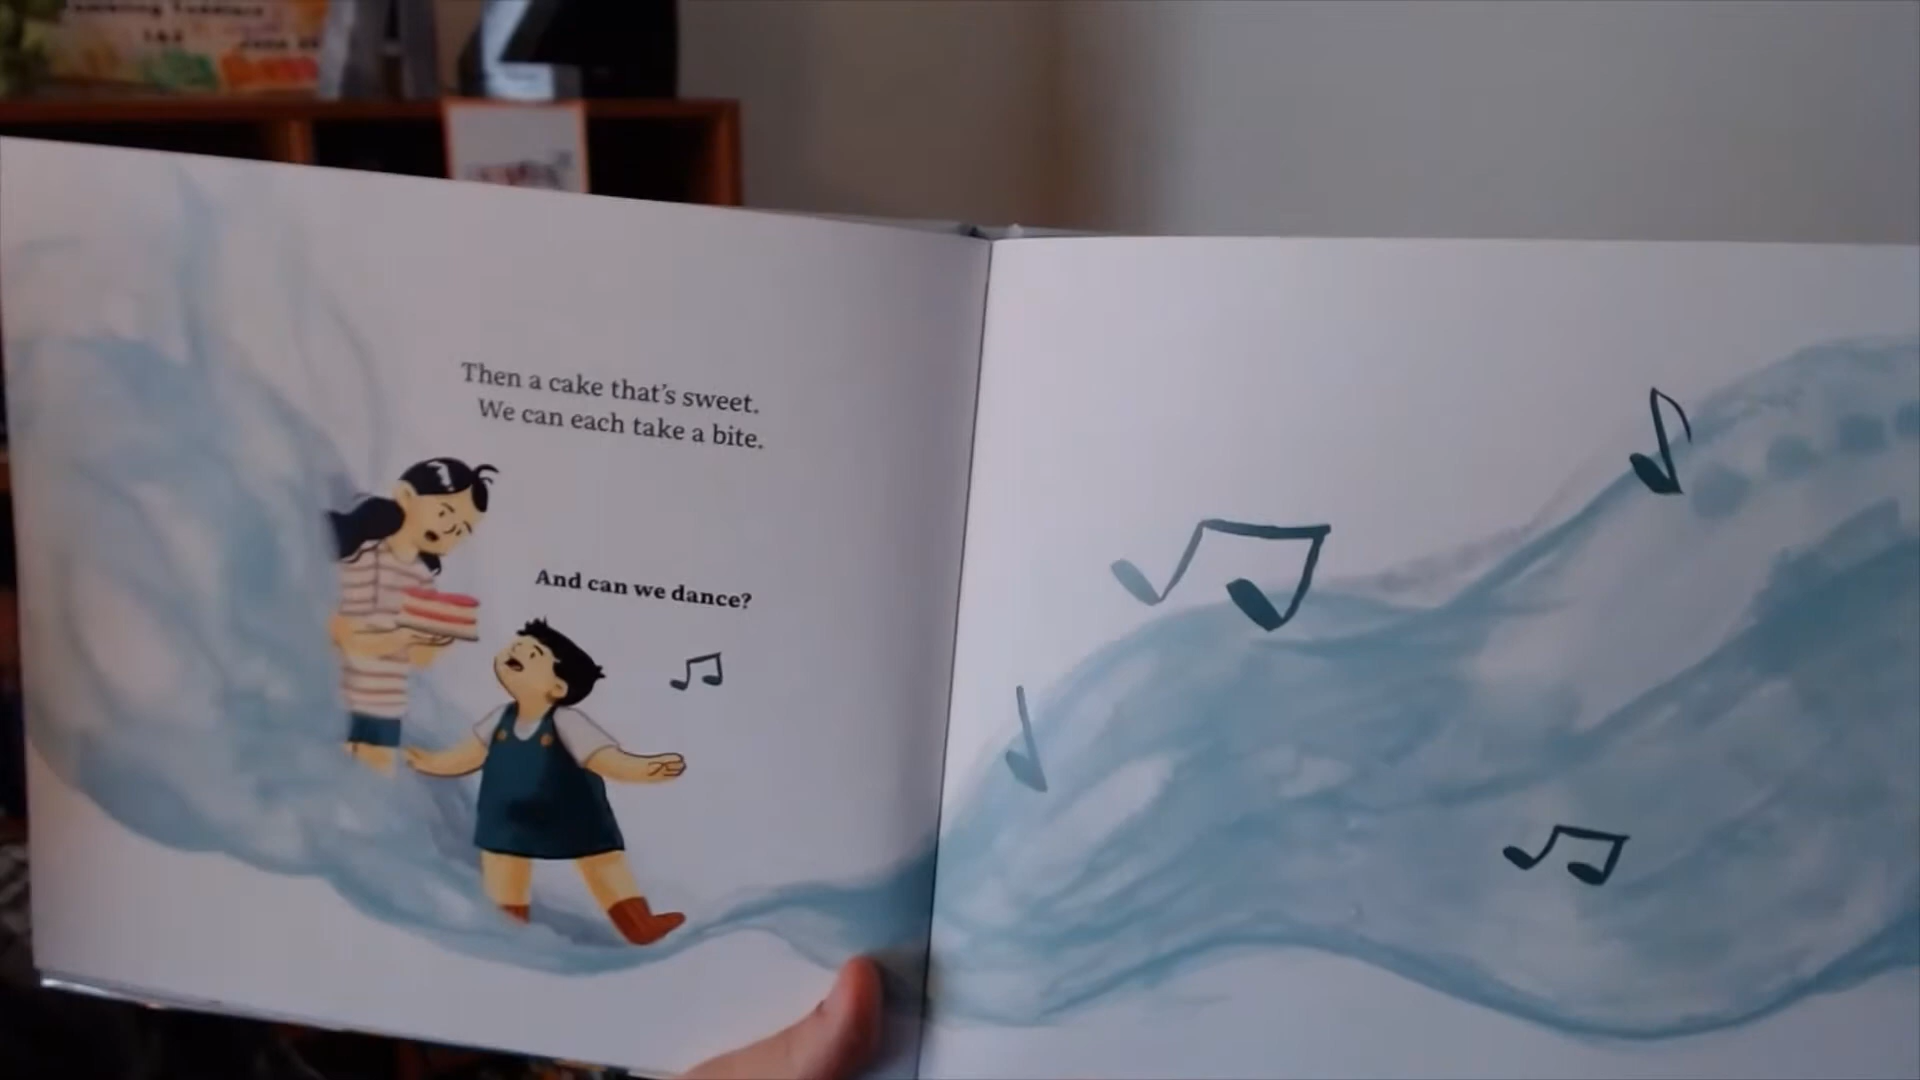 Then a cake that's sweet.
We can each take a bite.
And can we dance?